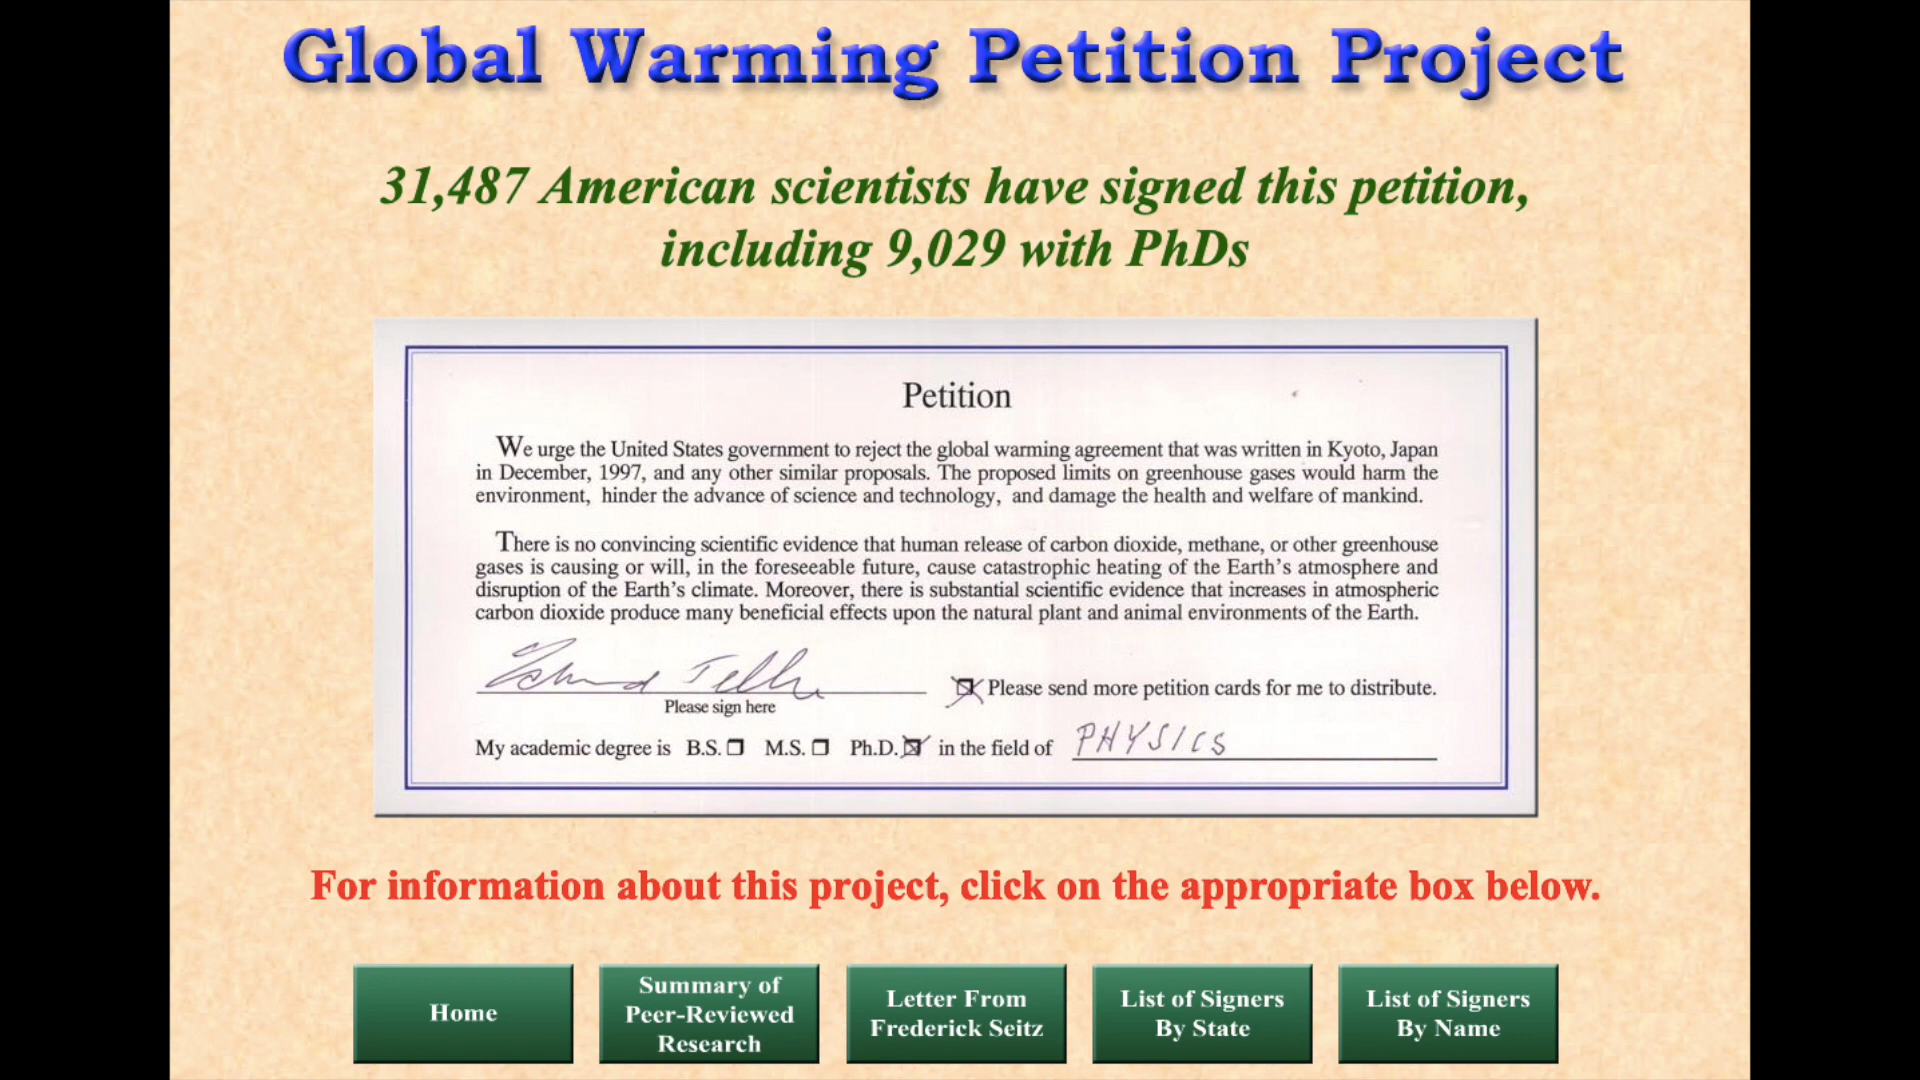 Global Warming Petition Project
31,487 American scientists have signed this petition,
including 9,029 with PhDs
Petition
We urge the United States government to reject the global warming agreement that was written in Kyoto, Japan
in December, 1997, and any other similar proposals. The proposed limits on greenhouse gases would harm the
environment, hinder the advance of science and technology, and damage the health and welfare of mankind.
There is no convincing scientific evidence that human release of carbon dioxide, methane, or other greenhouse
gases is causing or will, in the foreseeable future, cause catastrophic heating of the Earth's atmosphere and
disruption of the Earth's climate. Moreover, there is substantial scientific evidence that increases in atmospheric
carbon dioxide produce many beneficial effects upon the natural plant and animal environments of the Earth.
Edward Teller
Please send more petition cards for me to distribute.
Please sign here
My academic degree is B.S. M.S. Ph.D. in the field of PHYSICS
For information about this project, click on the appropriate box below.
Home
Summary of
Peer-Reviewed
Research
Letter From
Frederick Seitz
List of Signers
By State
List of Signers
By Name